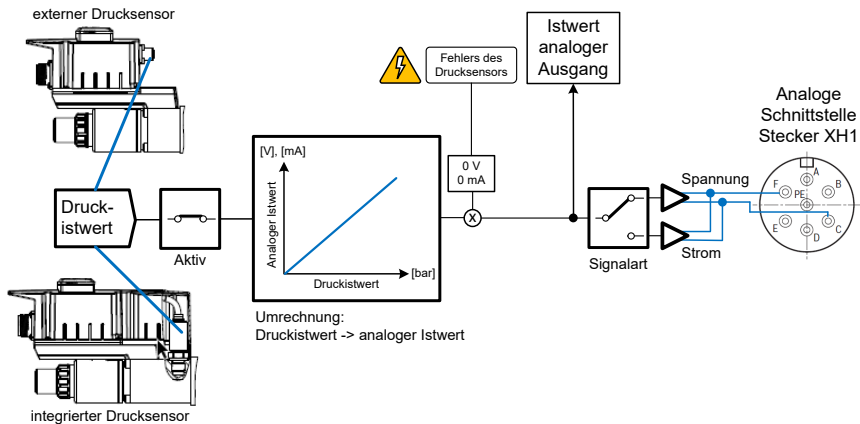 externer Drucksensor
Fehlers des
Drucksensors
Istwert
analoger
Ausgang
Analoge
Schnittstelle
Stecker XH1
[V], [mA]
Analoger Istwert
Druckistwert
[bar]
0 V
0 mA
X
Druck-
istwert
Aktiv
Spannung
Signalart
Strom
A
F
B
PE
E
C
D
Umrechnung:
Druckistwert -> analoger Istwert
integrierter Drucksensor